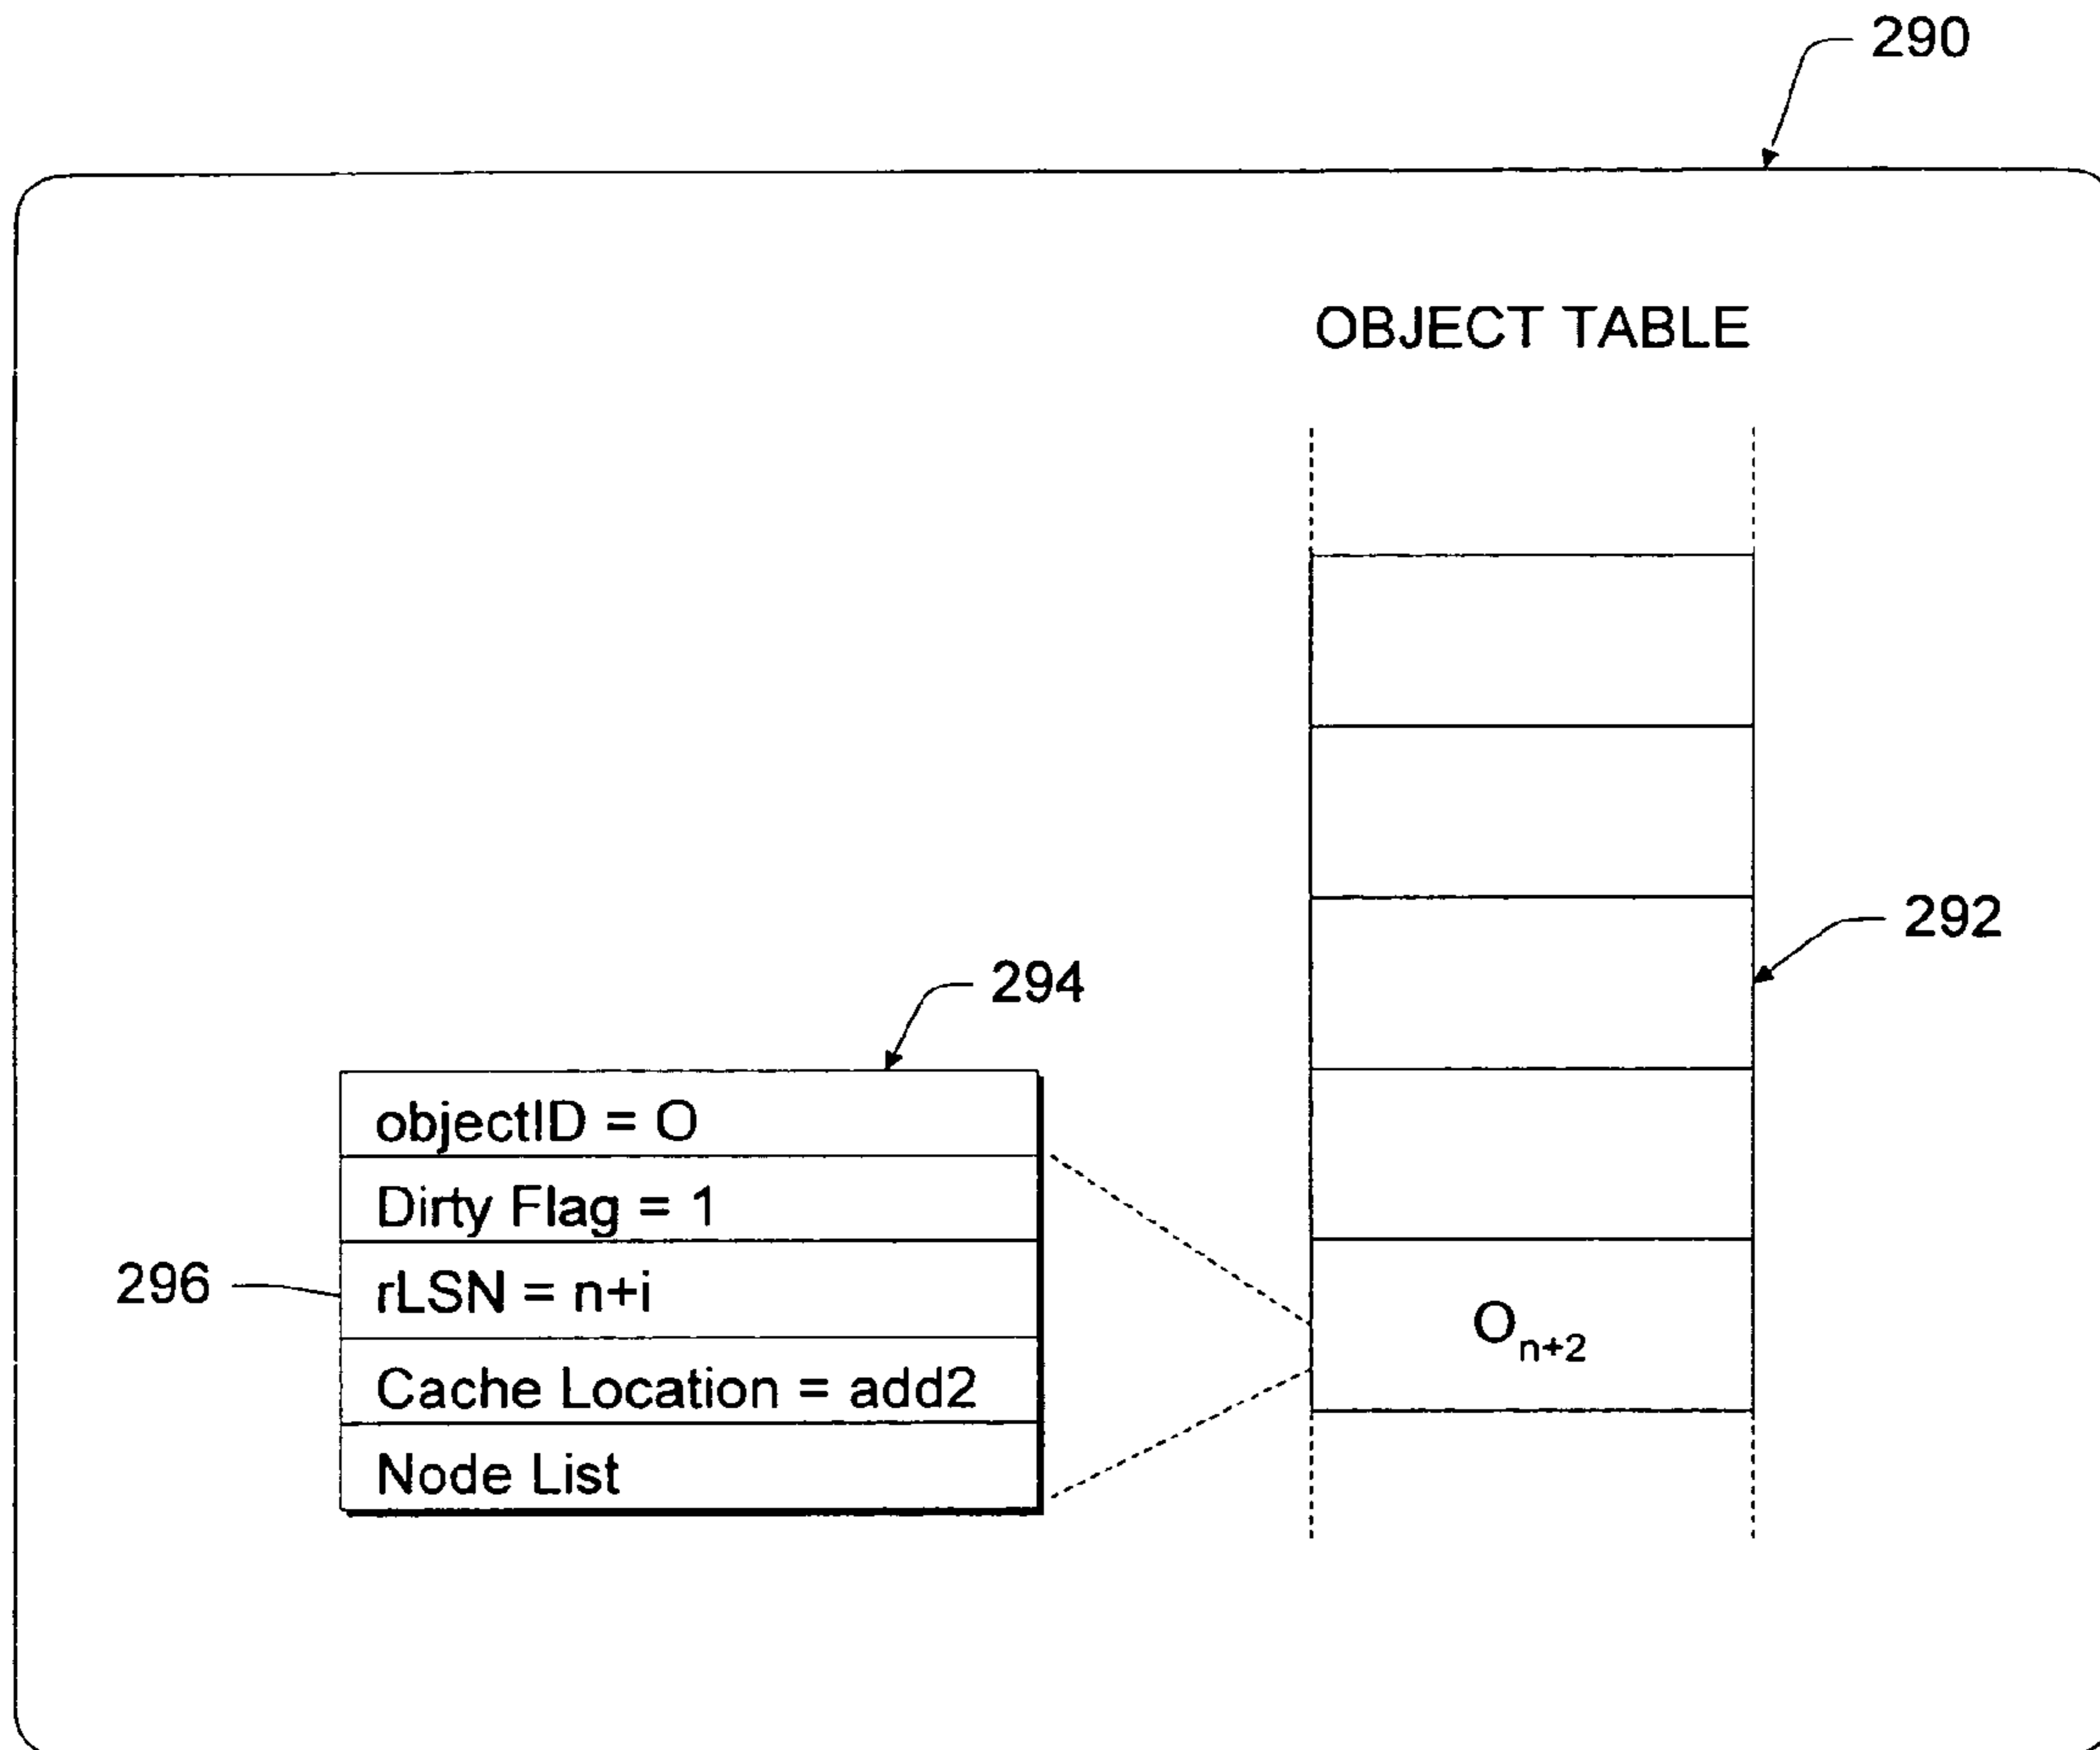 290
OBJECT TABLE
292
294
objectID = O
Dirty Flag = 1
296
rLSN = n+i
Cache Location = add2
Node List
On+2